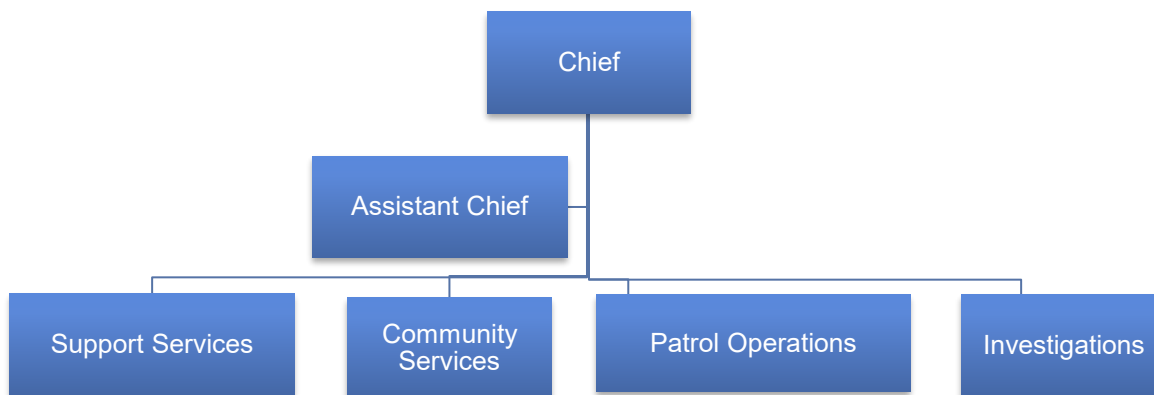 Chief
Assistant Chief
Support Services
Community
Services
Patrol Operations
Investigations